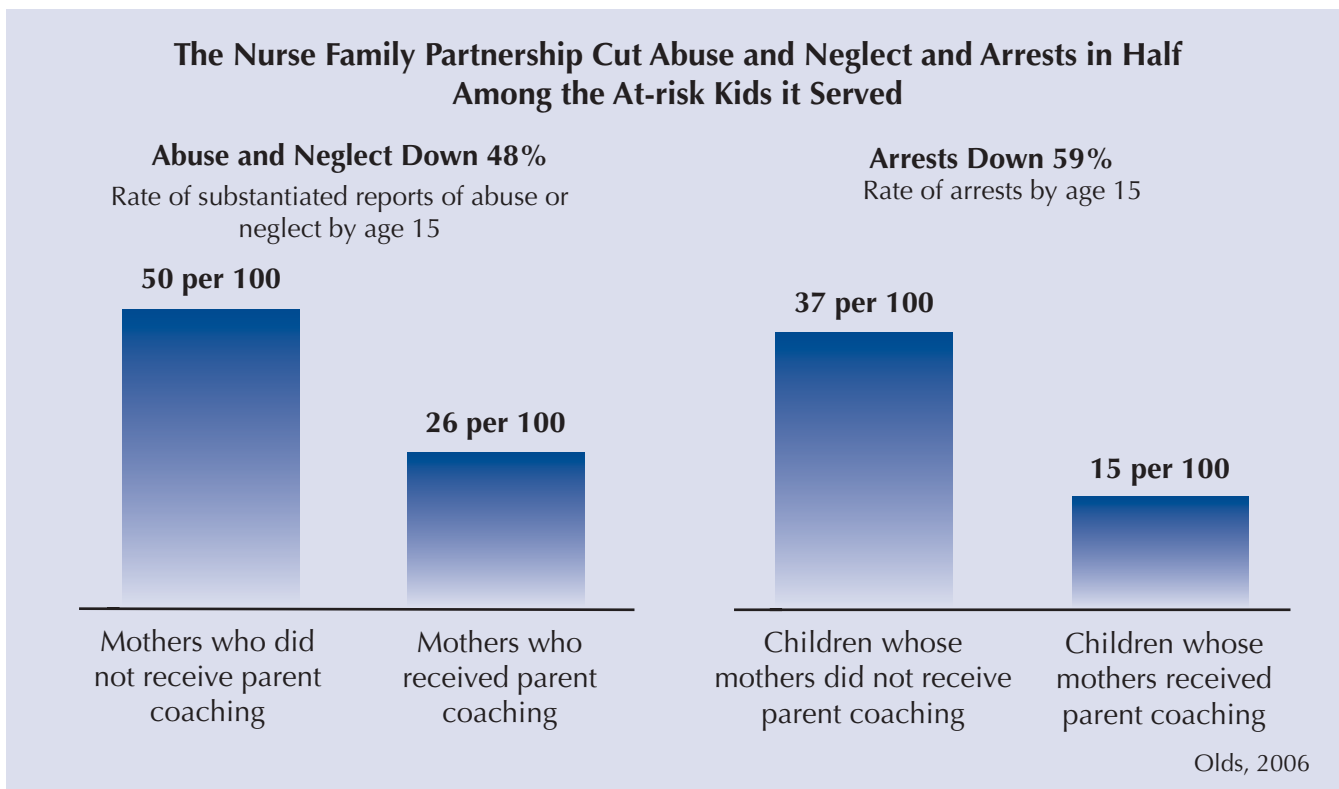 The Nurse Family Partnership Cut Abuse and Neglect and Arrests in Half
Among the At-risk Kids it Served
Abuse and Neglect Down 48%
Rate of substantiated reports of abuse or
neglect by age 15
50 per 100
26 per 100
Mothers who did
not receive parent
coaching
Mothers who
received parent
coaching
Arrests Down 59%
Rate of arrests by age 15
37 per 100
15 per 100
Children whose
mothers did not receive
parent coaching
Children whose
mothers received
parent coaching
Olds, 2006